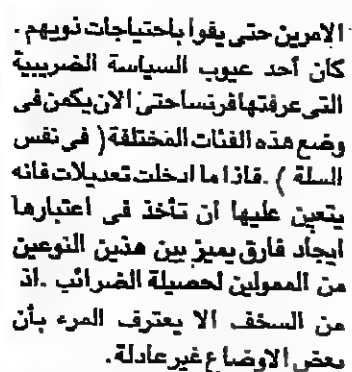 الامرين حتى يفوا باحتياجات نويهم .
كان أحد عيوب السياسة الضريبية
التى عرفتها فرنسا حتى الان يكمن فى
وضع هذه الفئات المختلفة ( فى نفس
السلة ) . فاذا ما ادخلت تعديلات فانه
يتعين عليها ان تأخذ فى اعتبارها
ايجاد فارق يميز بين هذين النوعين
من الممولين لحصيلة الضرائب . اذ
من السخف الا يعترف المرء بأن
بعض الاوضاع غير عادلة .